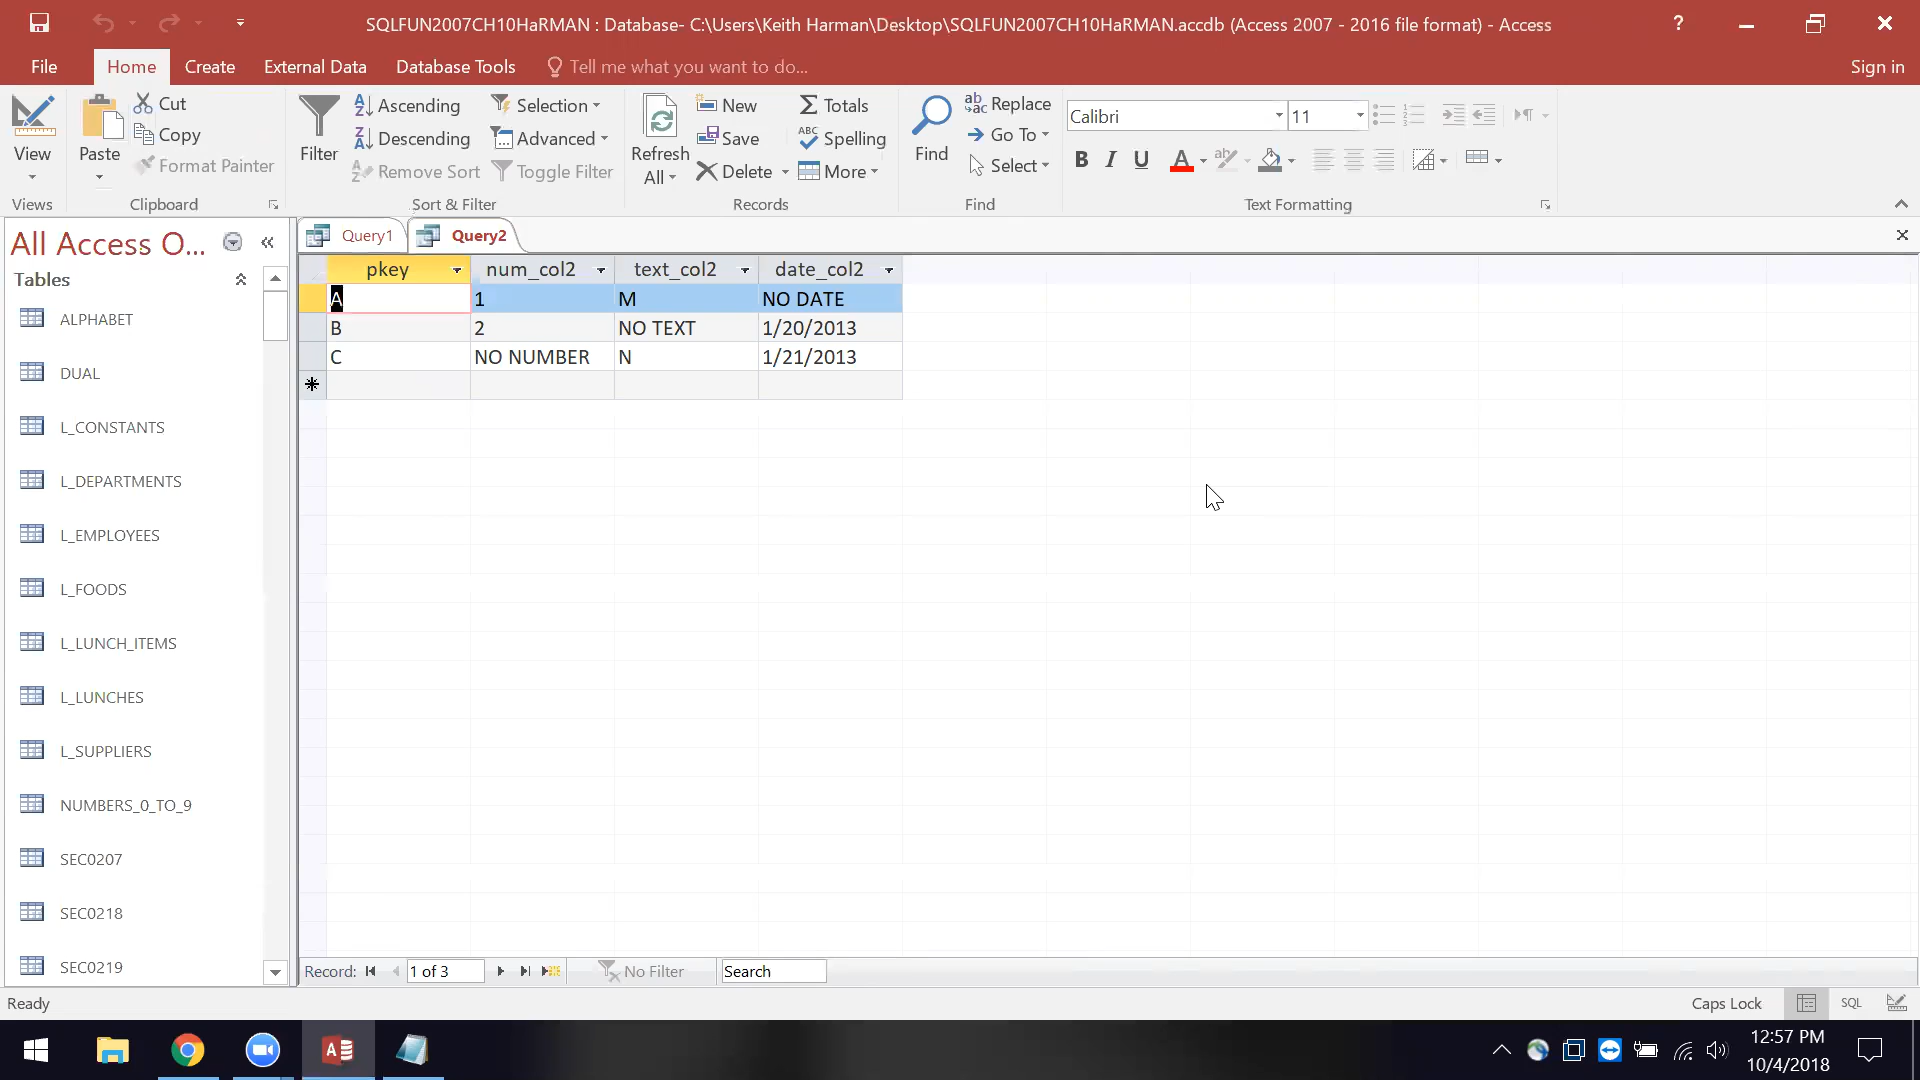 SQLFUN2007CH10HaRMAN : Database- C:\Users\Keith Harman\Desktop\SQLFUN2007CH10HaRMAN.accdb (Access 2007 - 2016 file format) - Access
?
File Home Create External Data Database Tools Tell me what you want to do... Sign in
View
Views
Paste
Cut
Copy
Format Painter
Clipboard
Filter
Ascending
Descending
Remove Sort
Selection
Advanced
Toggle Filter
Sort & Filter
Refresh
All
New
Save
Delete
Totals
Spelling
More
Records
Find
Replace
Go To
Select
Find
Calibri 11
B I U A
Text Formatting
All Access O...
Tables
ALPHABET
DUAL
L_CONSTANTS
L_DEPARTMENTS
L_EMPLOYEES
L_FOODS
L_LUNCH_ITEMS
L_LUNCHES
L_SUPPLIERS
NUMBERS_0_TO_9
SEC0207
SEC0218
SEC0219
Query1 Query2
pkey num_col2 text_col2 date_col2
A 1 M NO DATE
B 2 NO TEXT 1/20/2013
C NO NUMBER N 1/21/2013
Record: 1 of 3 No Filter Search
Ready Caps Lock SQL
12:57 PM
10/4/2018